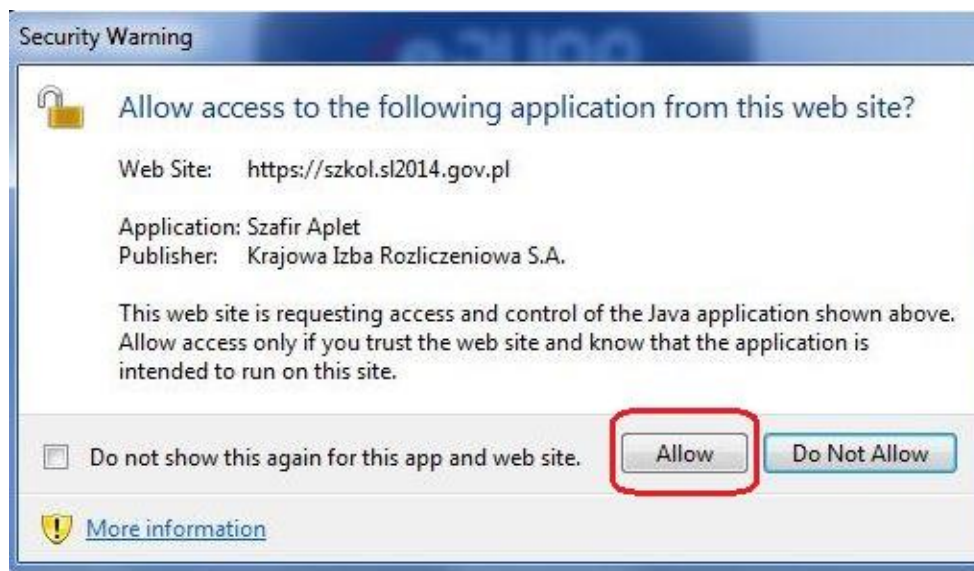 Security Warning
Allow access to the following application from this web site?
Web Site: https://szkol.sl2014.gov.pl
Application: Szafir Aplet
Publisher: Krajowa Izba Rozliczeniowa S.A.
This web site is requesting access and control of the Java application shown above.
Allow access only if you trust the web site and know that the application is
intended to run on this site.
Do not show this again for this app and web site. Allow Do Not Allow
More information